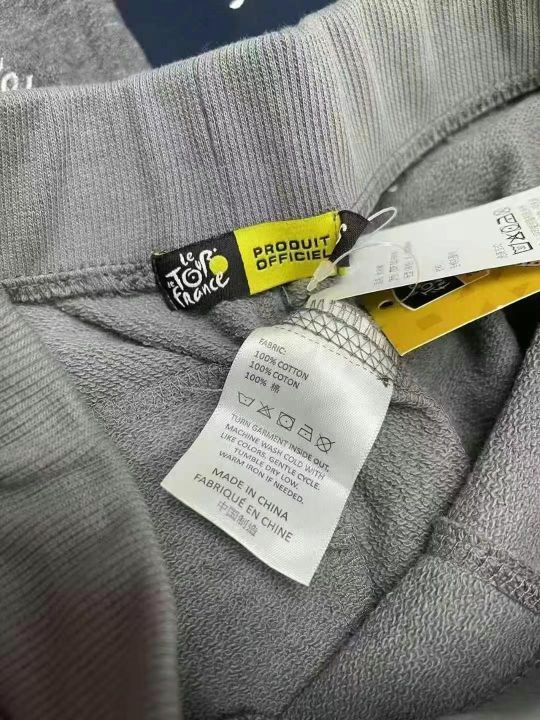 le
TOUR
de
France
PRODUIT
OFFICIEL
FABRIC:
100% COTTON
100% COTON
100% 棉
TURN GARMENT INSIDE OUT.
MACHINE WASH COLD WITH
LIKE COLORS. GENTLE CYCLE.
TUMBLE DRY LOW.
WARM IRON IF NEEDED.
MADE IN CHINA
FABRIQUÉ EN CHINE
中国制造